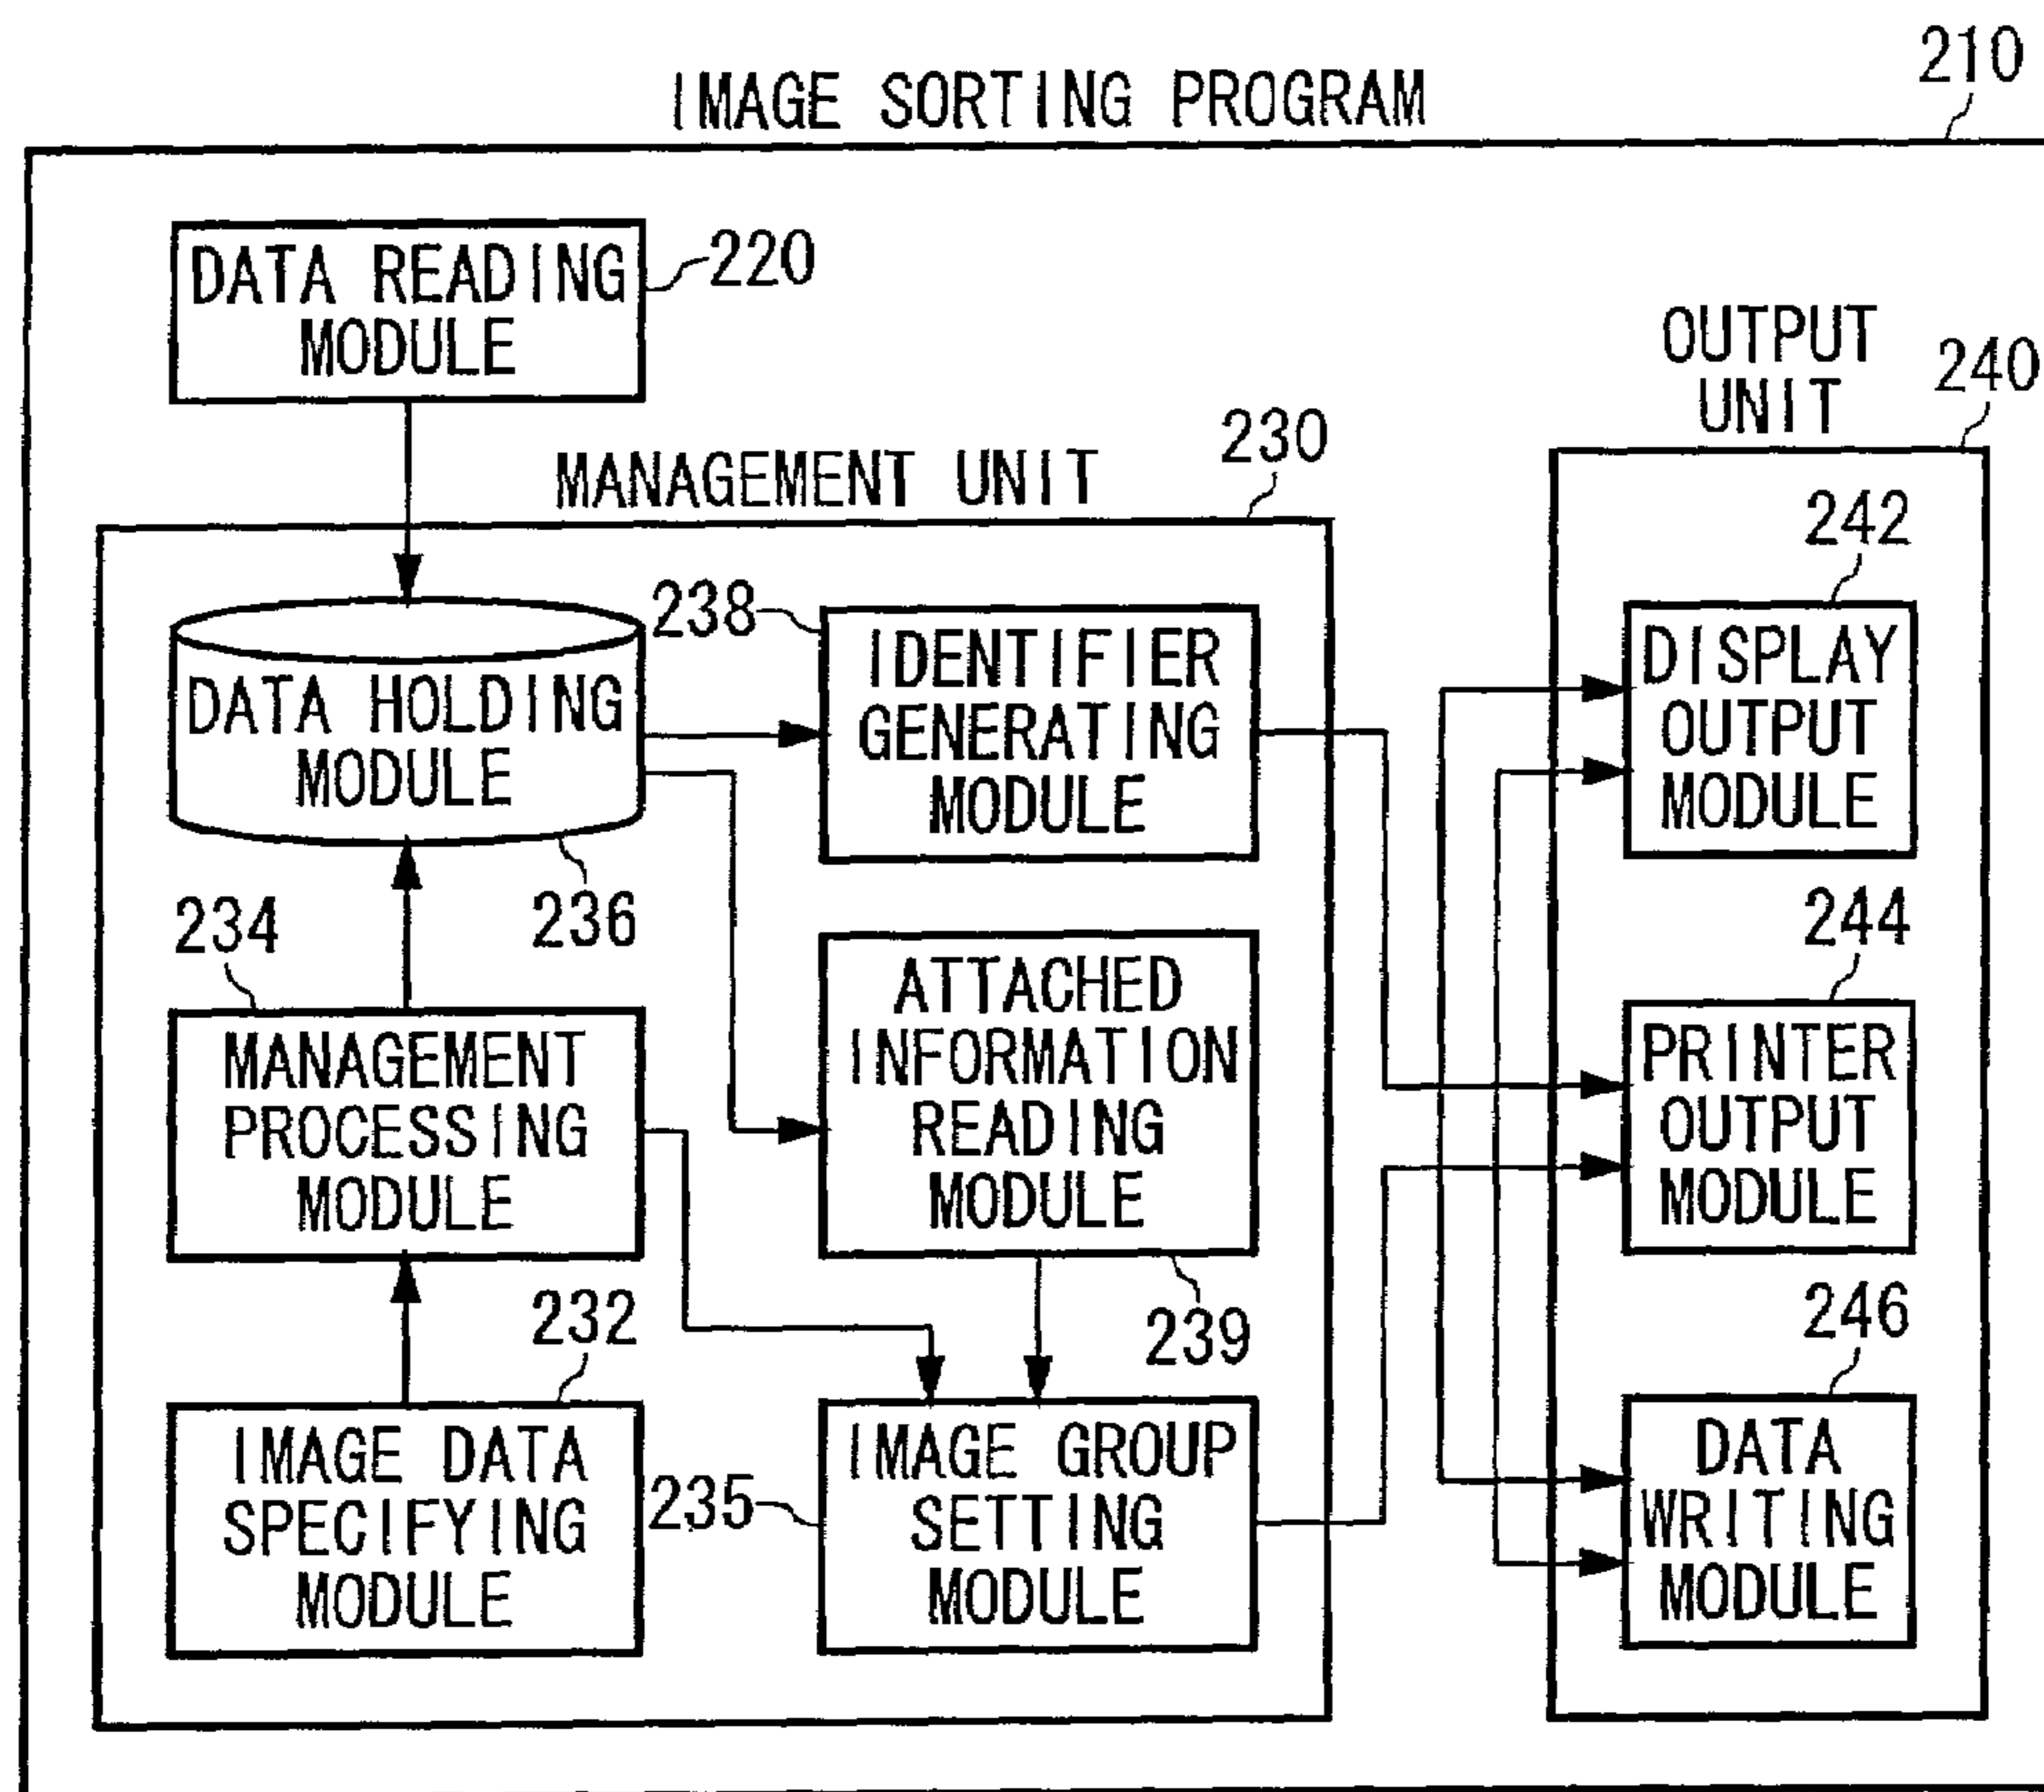 210
IMAGE SORTING PROGRAM
DATA READING
MODULE
220
OUTPUT
UNIT
240
MANAGEMENT UNIT
230
242
DATA HOLDING
MODULE
236
238
IDENTIFIER
GENERATING
MODULE
DISPLAY
OUTPUT
MODULE
234
MANAGEMENT
PROCESSING
MODULE
ATTACHED
INFORMATION
READING
MODULE
239
244
PRINTER
OUTPUT
MODULE
232
IMAGE DATA
SPECIFYING
MODULE
235
IMAGE GROUP
SETTING
MODULE
246
DATA
WRITING
MODULE